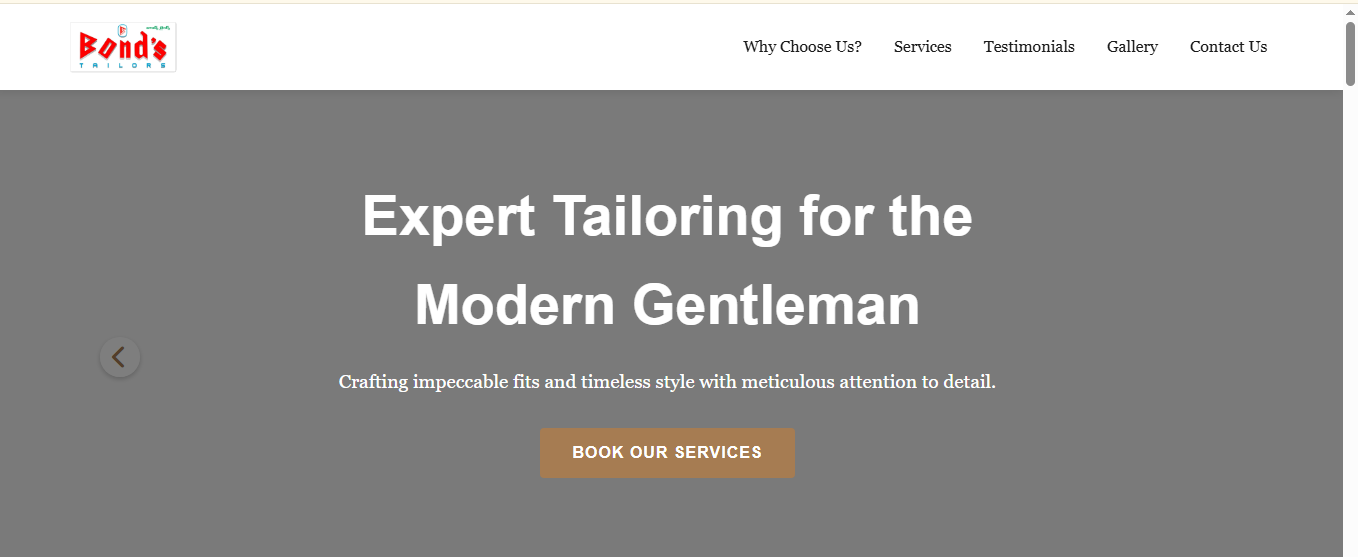 Bond's
TAILORS
Why Choose Us?
Services
Testimonials
Gallery
Contact Us
Expert Tailoring for the
Modern Gentleman
Crafting impeccable fits and timeless style with meticulous attention to detail.
BOOK OUR SERVICES